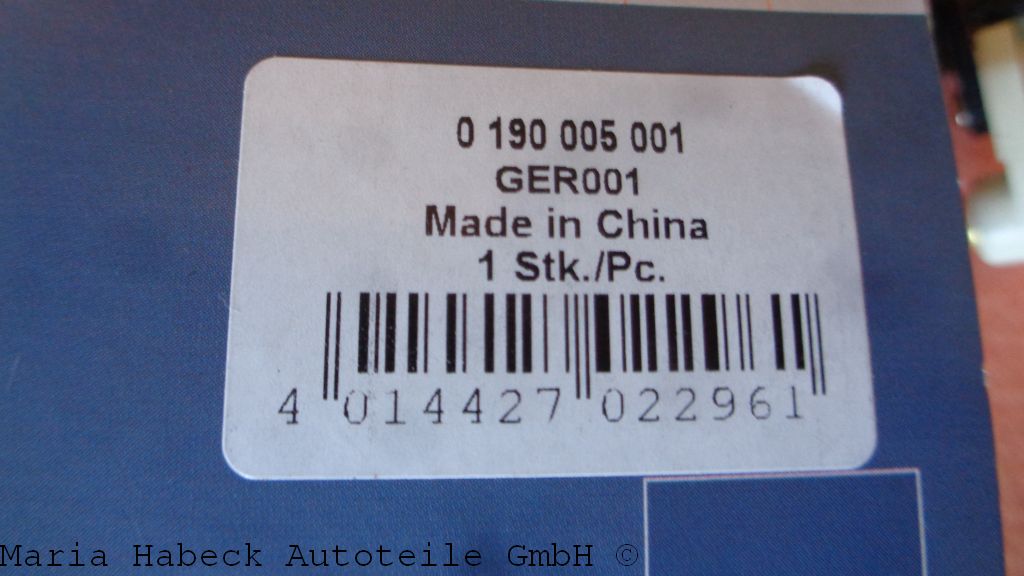 0 190 005 001
GER001
Made in China
1 Stk./Pc.
4 014427 022961
Maria Habeck Autoteile GmbH ©